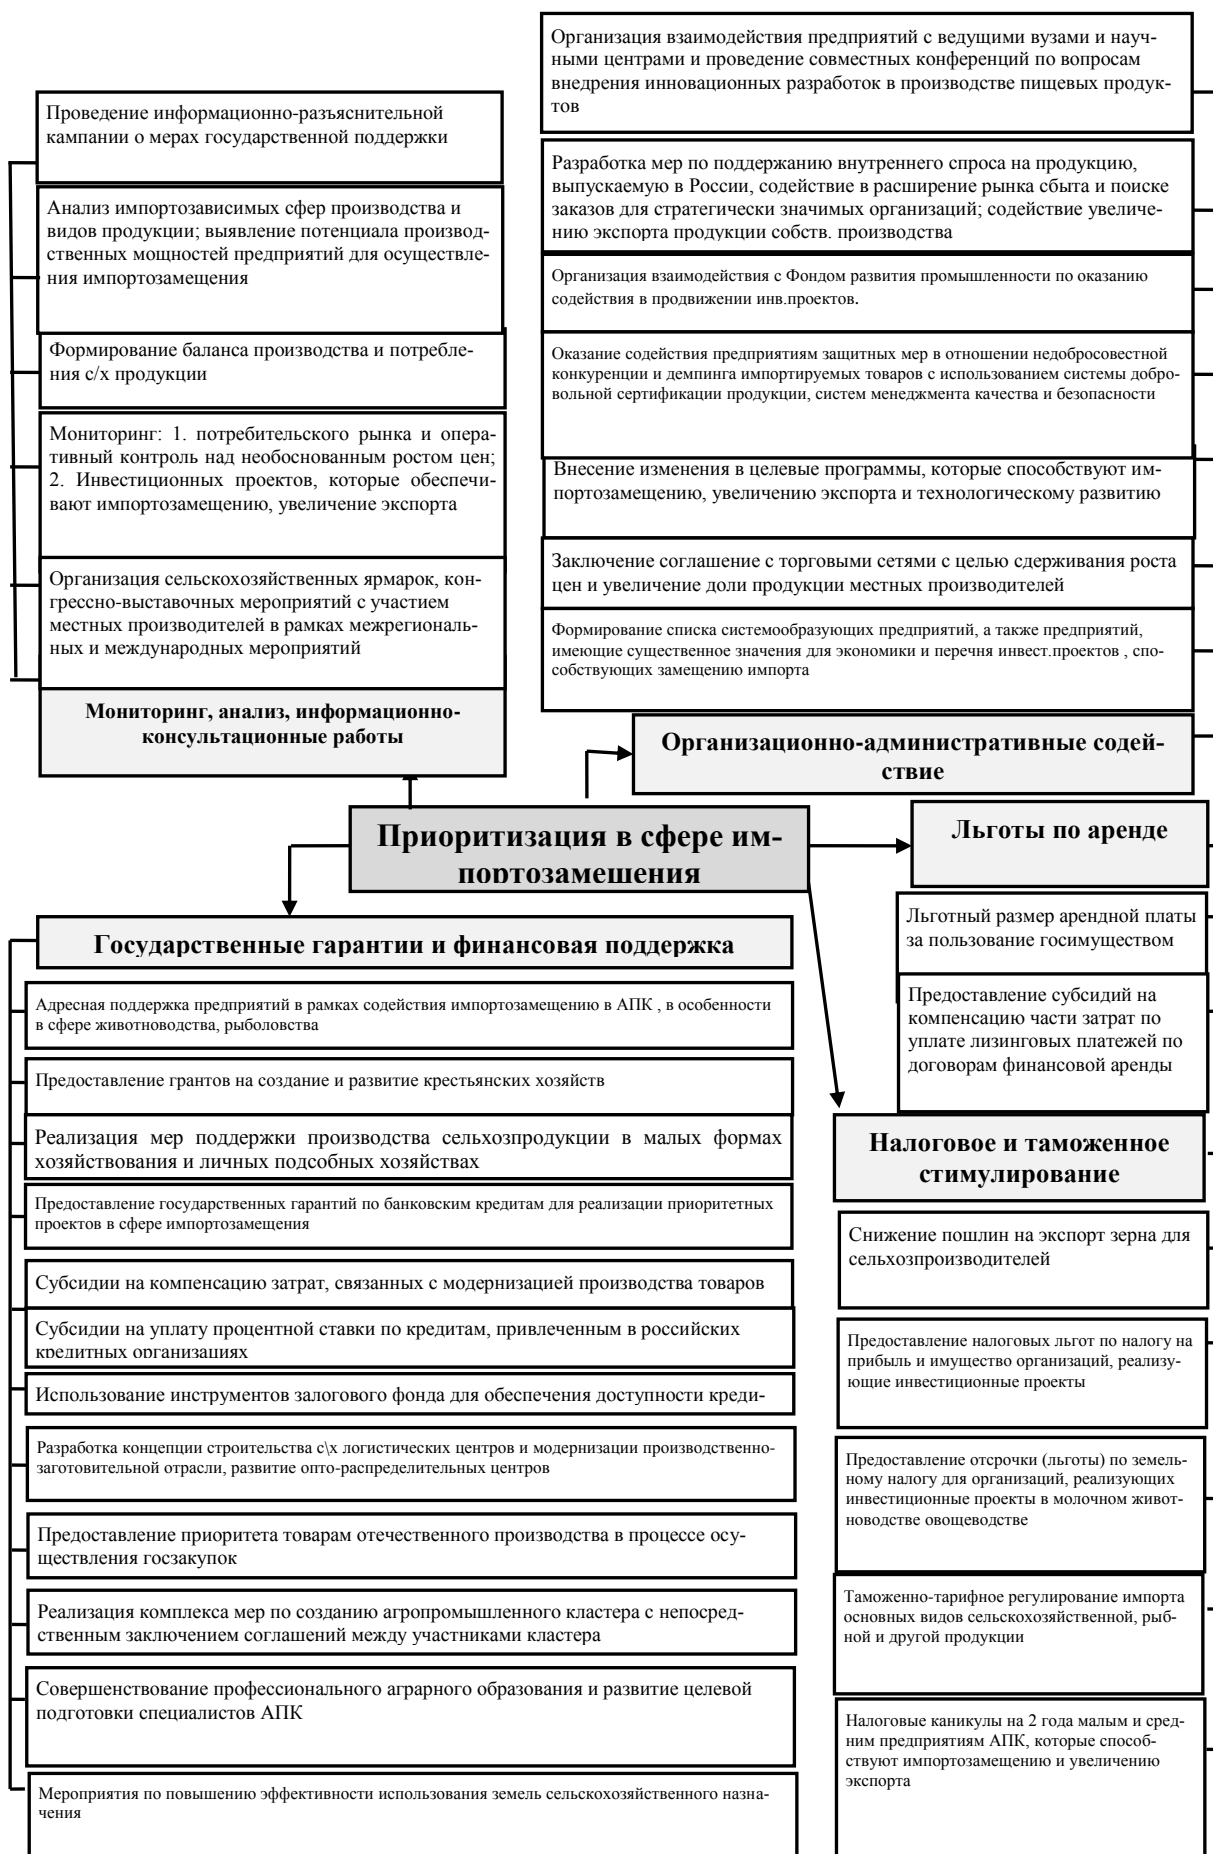 Организация взаимодействия предприятий с ведущими вузами и науч-
ными центрами и проведение совместных конференций по вопросам
внедрения инновационных разработок в производстве пищевых продук-
тов
Проведение информационно-разъяснительной
кампании о мерах государственной поддержки
Разработка мер по поддержанию внутреннего спроса на продукцию,
выпускаемую в России, содействие в расширение рынка сбыта и поиске
заказов для стратегически значимых организаций; содействие увеличе-
нию экспорта продукции собств. производства
Анализ импортозависимых сфер производства и
видов продукции; выявление потенциала производ-
ственных мощностей предприятий для осуществле-
ния импортозамещения
Организация взаимодействия с Фондом развития промышленности по оказанию
содействия в продвижении инв.проектов.
Формирование баланса производства и потребле-
ния с/х продукции
Оказание содействия предприятиям защитных мер в отношении недобросовестной
конкуренции и демпинга импортируемых товаров с использованием системы добро-
вольной сертификации продукции, систем менеджмента качества и безопасности
Мониторинг: 1. потребительского рынка и опера-
тивный контроль над необоснованным ростом цен;
2. Инвестиционных проектов, которые обеспечи-
вают импортозамещению, увеличение экспорта
Внесение изменения в целевые программы, которые способствуют им-
портозамещению, увеличению экспорта и технологическому развитию
Заключение соглашение с торговыми сетями с целью сдерживания роста
цен и увеличение доли продукции местных производителей
Организация сельскохозяйственных ярмарок, кон-
грессно-выставочных мероприятий с участием
местных производителей в рамках межрегиональ-
ных и международных мероприятий
Формирование списка системообразующих предприятий, а также предприятий,
имеющие существенное значения для экономики и перечня инвест.проектов , спо-
собствующих замещению импорта
Мониторинг, анализ, информационно-
консультационные работы
Организационно-административные содей-
ствие
Приоритизация в сфере им-
портозамешения
Льготы по аренде
Льготный размер арендной платы
за пользование госимуществом
Предоставление субсидий на
компенсацию части затрат по
уплате лизинговых платежей по
договорам финансовой аренды
Государственные гарантии и финансовая поддержка
Адресная поддержка предприятий в рамках содействия импортозамещению в АПК , в особенности
в сфере животноводства, рыболовства
Предоставление грантов на создание и развитие крестьянских хозяйств
Реализация мер поддержки производства сельхозпродукции в малых формах
хозяйствования и личных подсобных хозяйствах
Предоставление государственных гарантий по банковским кредитам для реализации приоритетных
проектов в сфере импортозамещения
Субсидии на компенсацию затрат, связанных с модернизацией производства товаров
Субсидии на уплату процентной ставки по кредитам, привлеченным в российских
кредитных организациях
Использование инструментов залогового фонда для обеспечения доступности креди-
Разработка концепции строительства с\х логистических центров и модернизации производственно-
заготовительной отрасли, развитие опто-распределительных центров
Предоставление приоритета товарам отечественного производства в процессе осу-
ществления госзакупок
Реализация комплекса мер по созданию агропромышленного кластера с непосред-
ственным заключением соглашений между участниками кластера
Совершенствование профессионального аграрного образования и развитие целевой
подготовки специалистов АПК
Мероприятия по повышению эффективности использования земель сельскохозяйственного назна-
чения
Налоговое и таможенное
стимулирование
Снижение пошлин на экспорт зерна для
сельхозпроизводителей
Предоставление налоговых льгот по налогу на
прибыль и имущество организаций, реализу-
ющие инвестиционные проекты
Предоставление отсрочки (льготы) по земель-
ному налогу для организаций, реализующих
инвестиционные проекты в молочном живот-
новодстве овощеводстве
Таможенно-тарифное регулирование импорта
основных видов сельскохозяйственной, рыб-
ной и другой продукции
Налоговые каникулы на 2 года малым и сред-
ним предприятиям АПК, которые способ-
ствуют импортозамещению и увеличению
экспорта